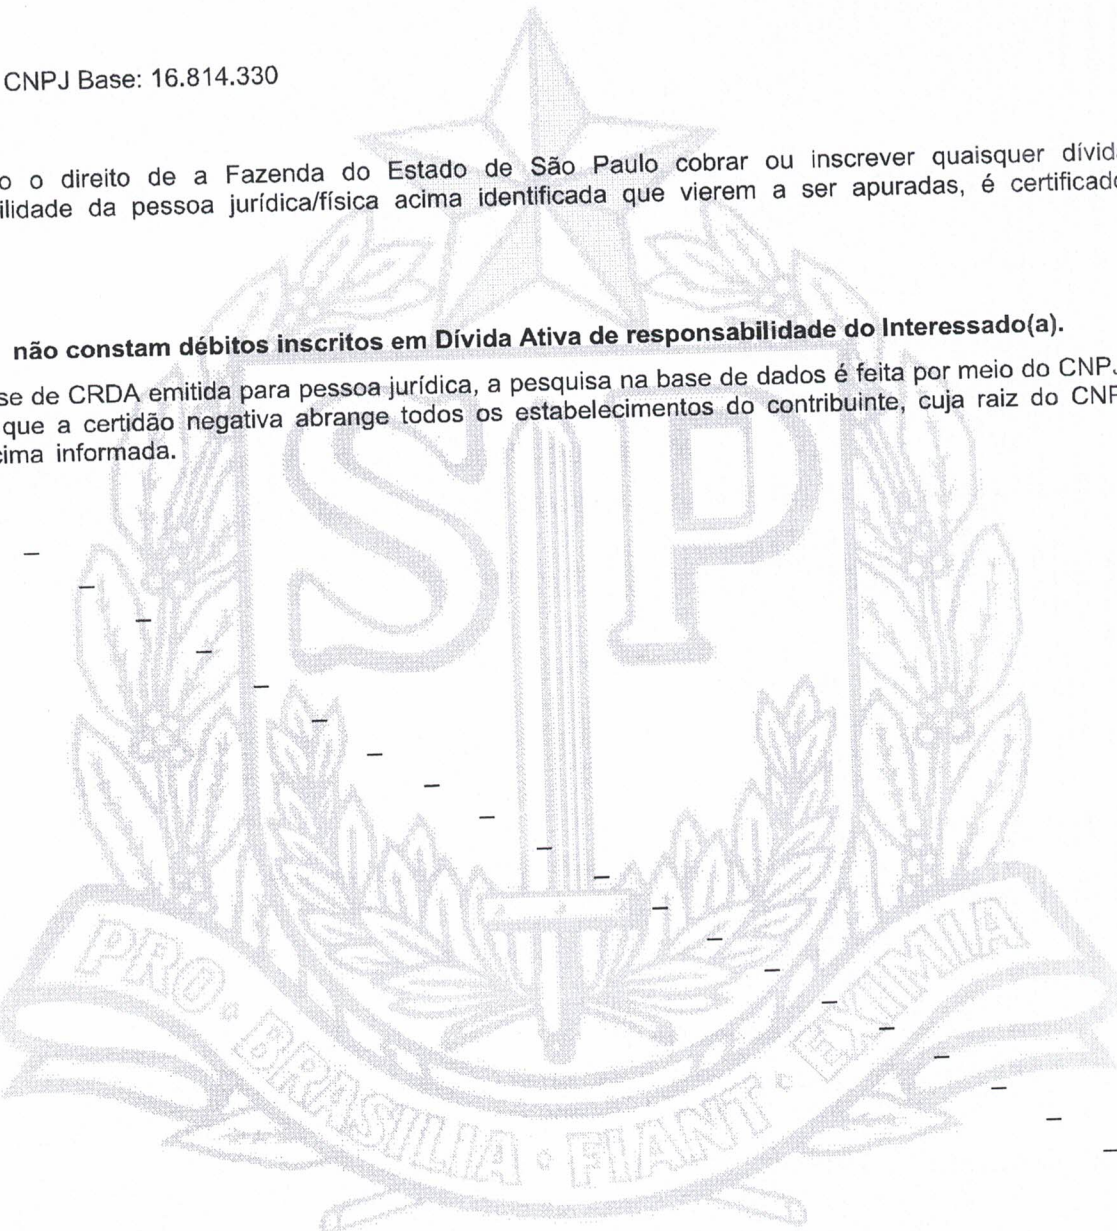 CNPJ Base: 16.814.330
o o direito de a Fazenda do Estado de São Paulo cobrar ou inscrever quaisquer dívid
ilidade da pessoa jurídica/física acima identificada que vierem a ser apuradas, é certificado
não constam débitos inscritos em Dívida Ativa de responsabilidade do Interessado(a).
se de CRDA emitida para pessoa jurídica, a pesquisa na base de dados é feita por meio do CNPJ
que a certidão negativa abrange todos os estabelecimentos do contribuinte, cuja raiz do CNP
cima informada.
SP
PRO · BRASILIA · FIANT · EXIMIA